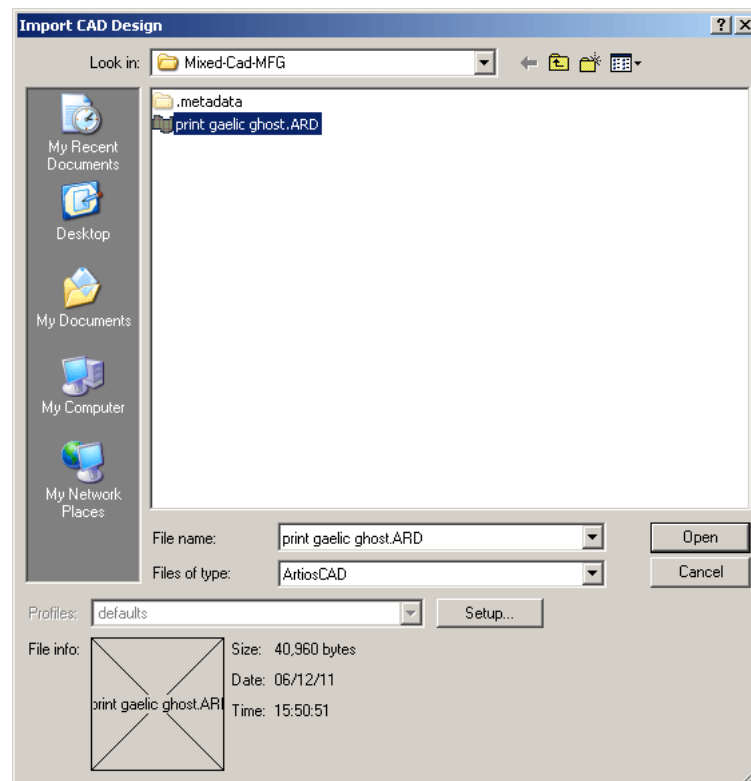 Import CAD Design
Look in: Mixed-Cad-MFG
.metadata
print gaelic ghost.ARD
My Recent
Documents
Desktop
My Documents
My Computer
My Network
Places
File name: print gaelic ghost.ARD Open
Files of type: ArtiosCAD Cancel
Profiles: defaults Setup...
File info:
print gaelic ghost.ARD
Size: 40,960 bytes
Date: 06/12/11
Time: 15:50:51